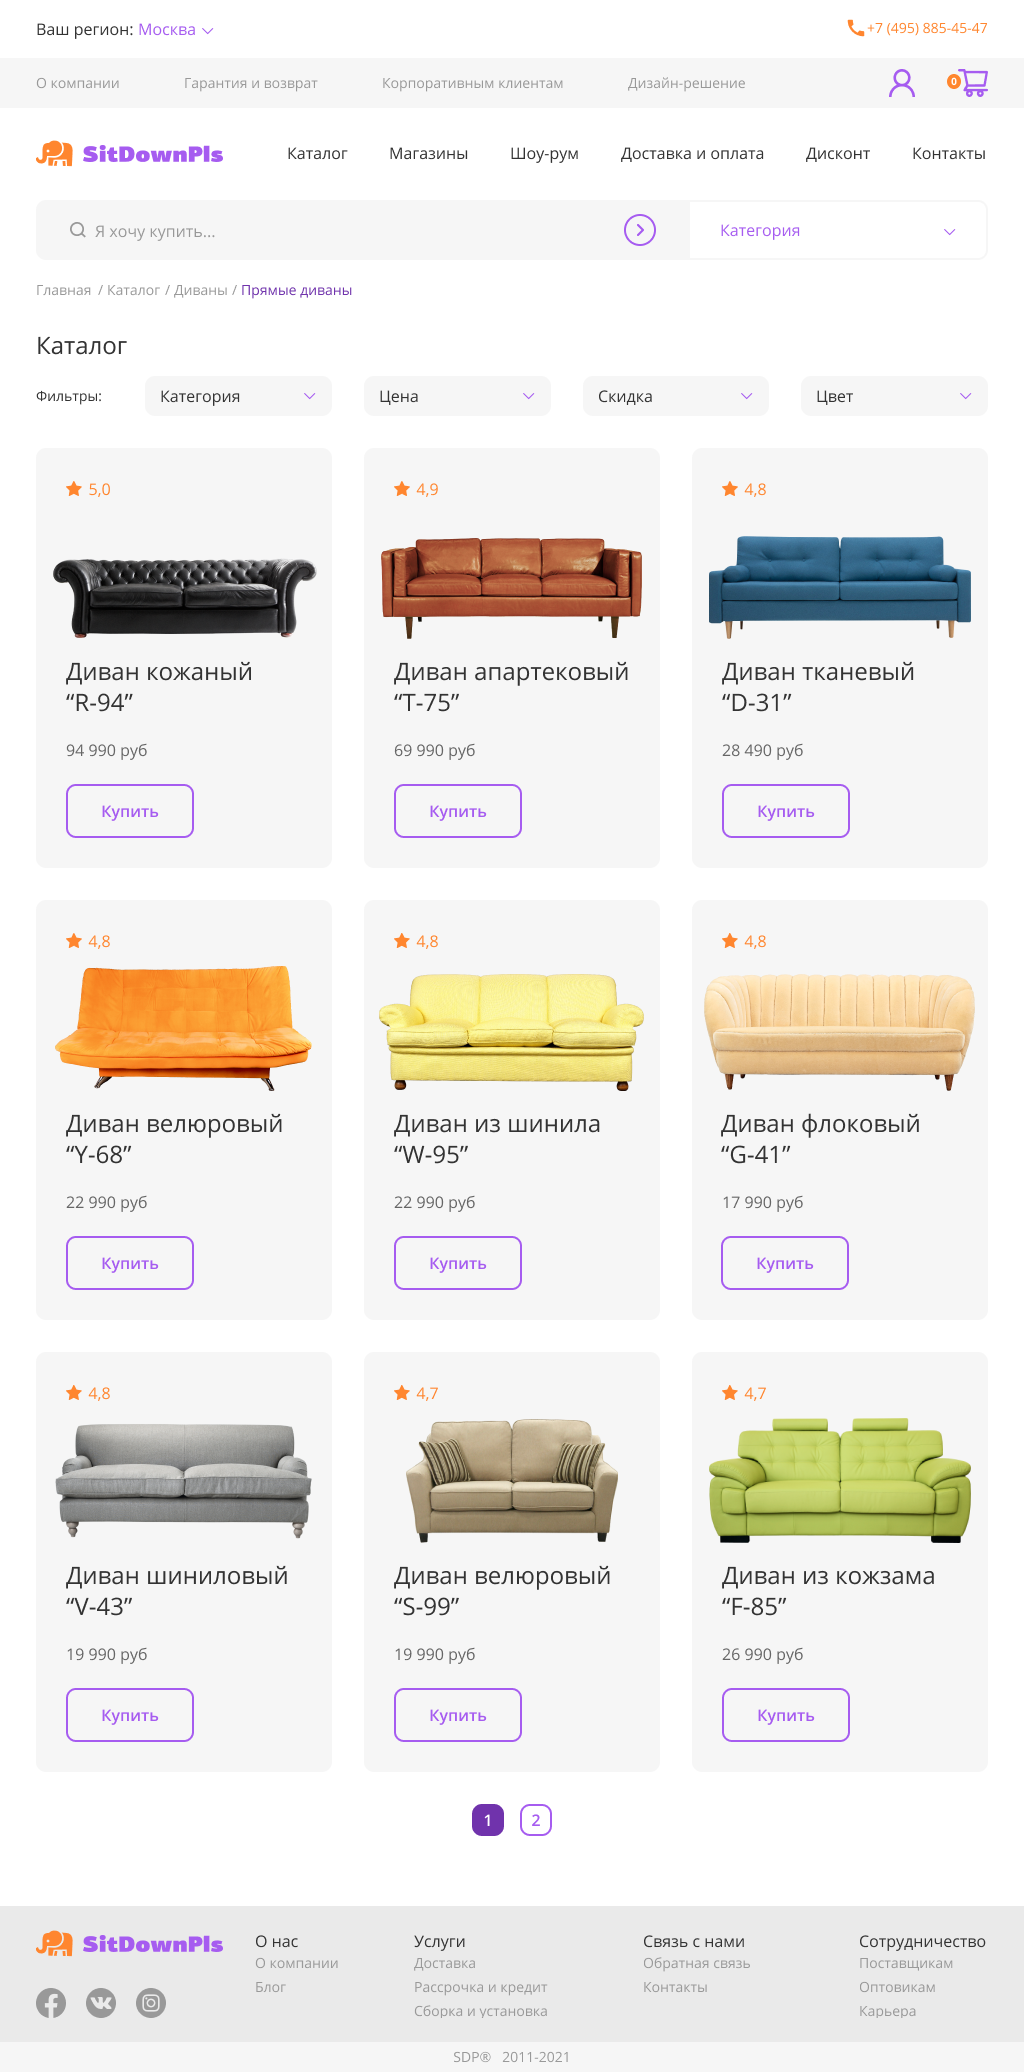 Ваш регион: Москва
+7 (495) 885-45-47
О компании Гарантия и возврат Корпоративным клиентам Дизайн-решение
0
SitDownPls Каталог Магазины Шоу-рум Доставка и оплата Дисконт Контакты
Я хочу купить... Категория
Главная / Каталог / Диваны / Прямые диваны
Каталог
Фильтры: Категория Цена Скидка Цвет
5,0
Диван кожаный
“R-94”
94 990 руб
Купить
4,9
Диван апартековый
“T-75”
69 990 руб
Купить
4,8
Диван тканевый
“D-31”
28 490 руб
Купить
4,8
Диван велюровый
“Y-68”
22 990 руб
Купить
4,8
Диван из шинила
“W-95”
22 990 руб
Купить
4,8
Диван флоковый
“G-41”
17 990 руб
Купить
4,8
Диван шиниловый
“V-43”
19 990 руб
Купить
4,7
Диван велюровый
“S-99”
19 990 руб
Купить
4,7
Диван из кожзама
“F-85”
26 990 руб
Купить
1 2
SitDownPls
О нас
О компании
Блог
Услуги
Доставка
Рассрочка и кредит
Сборка и установка
Связь с нами
Обратная связь
Контакты
Сотрудничество
Поставщикам
Оптовикам
Карьера
SDP® 2011-2021